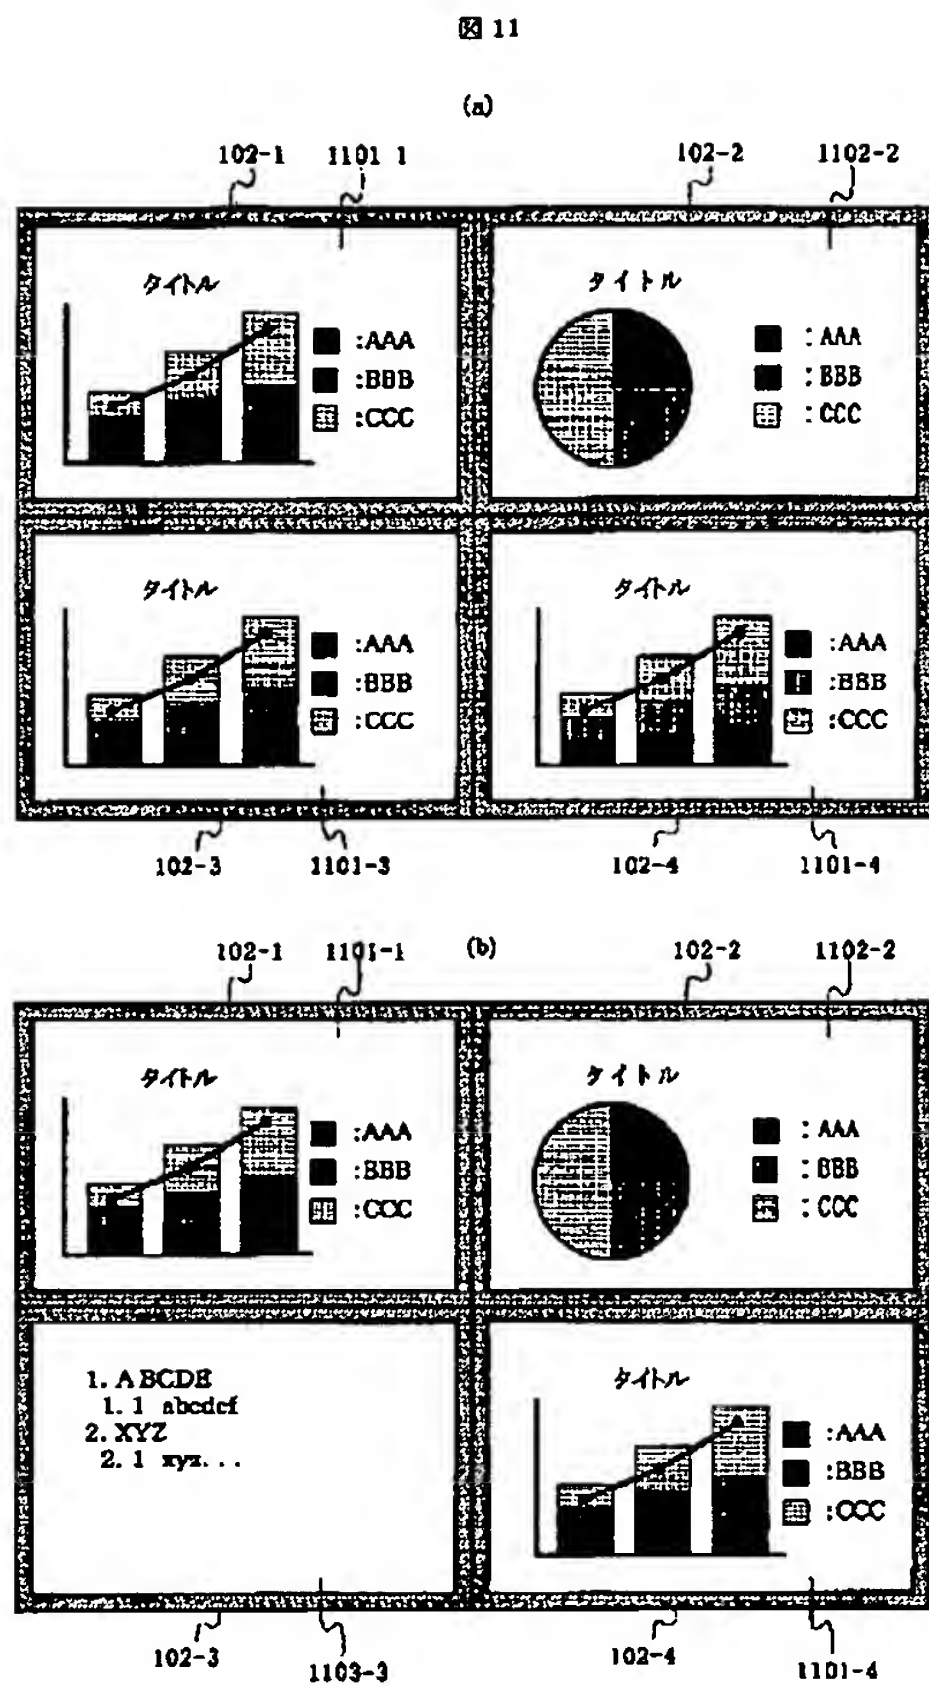 図 11
(a)
102-1 1101 1 102-2 1102-2
タイトル
:AAA
:BBB
:CCC
タイトル
: AAA
: BBB
: CCC
タイトル
:AAA
:BBB
:CCC
タイトル
:AAA
:BBB
:CCC
102-3 1101-3 102-4 1101-4
102-1 1101-1 (b) 102-2 1102-2
タイトル
:AAA
:BBB
:CCC
タイトル
: AAA
: BBB
: CCC
1. ABCDE
1. 1 abcdef
2. XYZ
2. 1 xyz...
タイトル
:AAA
:BBB
:CCC
102-3 1103-3 102-4 1101-4